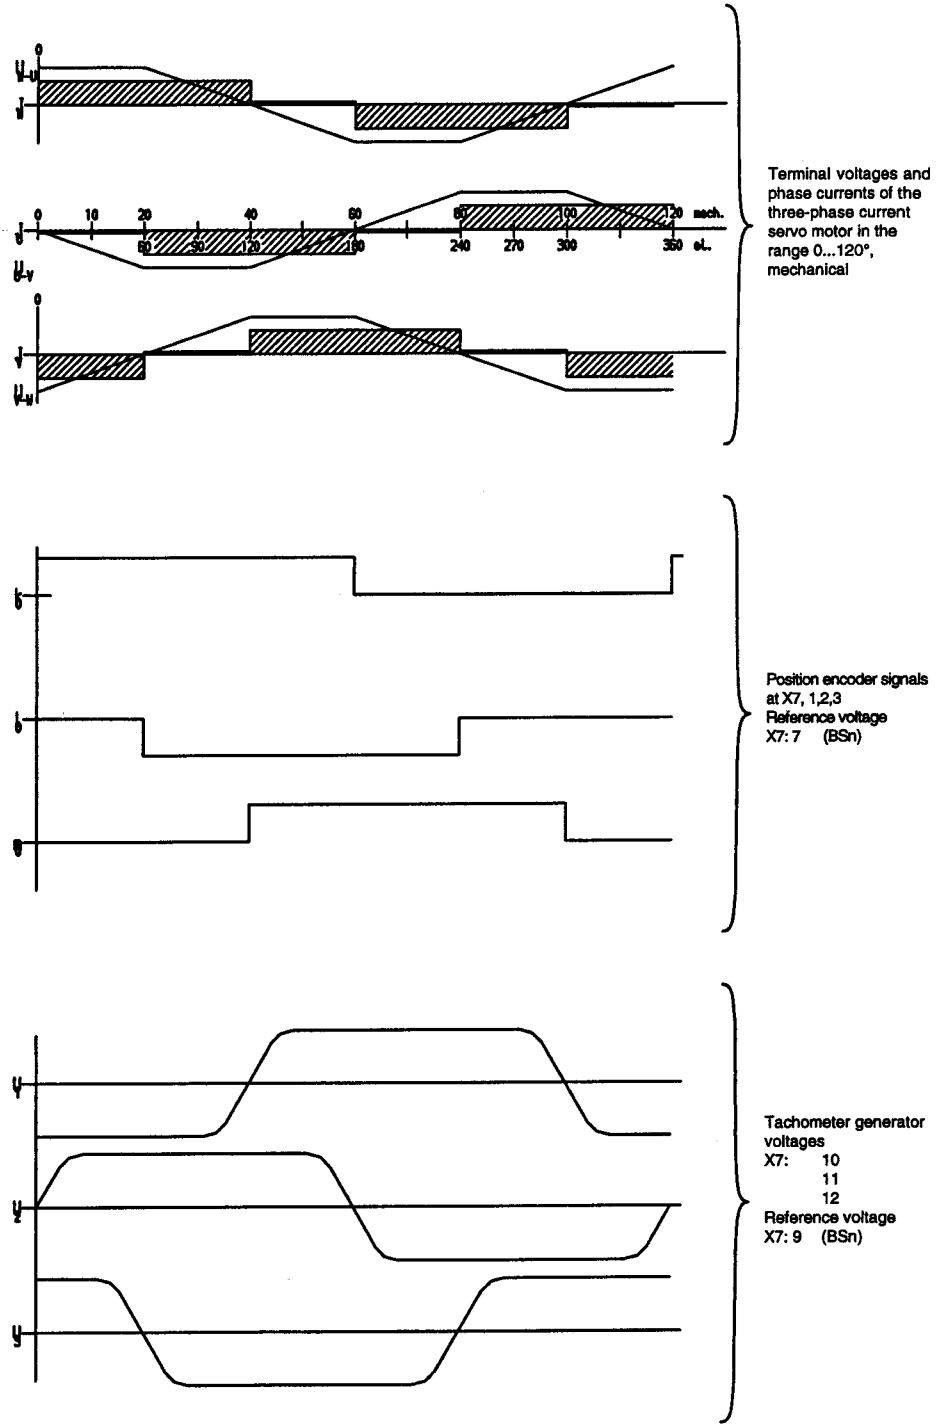 0
Terminal voltages and
phase currents of the
three-phase current
servo motor in the
range 0...120°,
mechanical
0 10 20 40 60 80 100 120 mech.
60 90 120 180 240 270 300 360 el.
0
Position encoder signals
at X7, 1,2,3
Reference voltage
X7: 7 (BSn)
Tachometer generator
voltages
X7: 10
11
12
Reference voltage
X7: 9 (BSn)